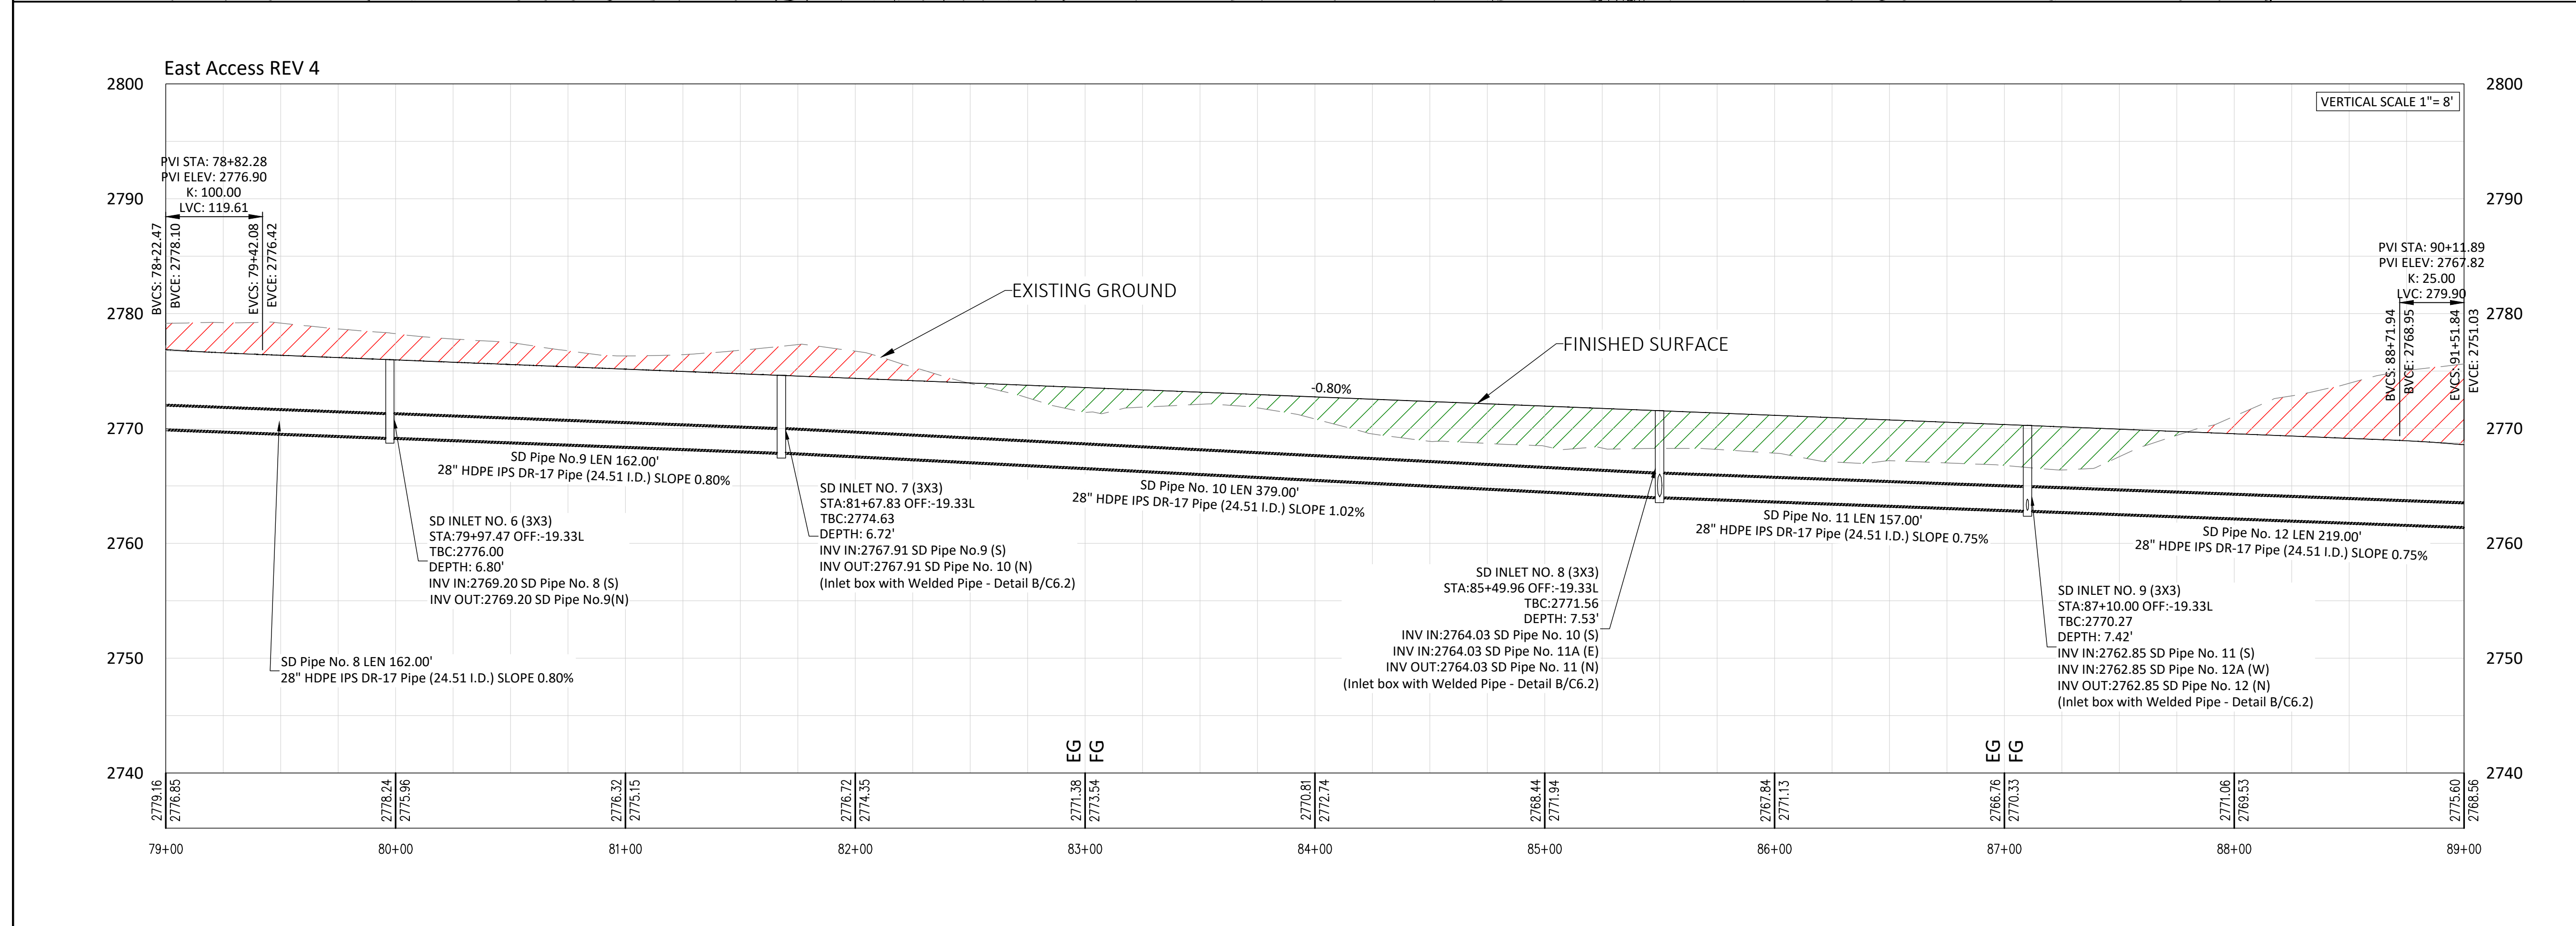 East Access REV 4
VERTICAL SCALE 1"= 8'
2800
2790
2780
2770
2760
2750
2740
2800
2790
2780
2770
2760
2750
2740
PVI STA: 78+82.28
PVI ELEV: 2776.90
K: 100.00
LVC: 119.61
BVCS: 78+22.47
BVCE: 2778.10
EVCS: 79+42.08
EVCE: 2776.42
EXISTING GROUND
FINISHED SURFACE
-0.80%
PVI STA: 90+11.89
PVI ELEV: 2767.82
K: 25.00
LVC: 279.90
BVCS: 88+71.94
BVCE: 2768.95
EVCS: 91+51.84
EVCE: 2751.03
SD Pipe No.9 LEN 162.00'
28" HDPE IPS DR-17 Pipe (24.51 I.D.) SLOPE 0.80%
SD INLET NO. 6 (3X3)
STA:79+97.47 OFF:-19.33L
TBC:2776.00
DEPTH: 6.80'
INV IN:2769.20 SD Pipe No. 8 (S)
INV OUT:2769.20 SD Pipe No.9(N)
SD Pipe No. 8 LEN 162.00'
28" HDPE IPS DR-17 Pipe (24.51 I.D.) SLOPE 0.80%
SD INLET NO. 7 (3X3)
STA:81+67.83 OFF:-19.33L
TBC:2774.63
DEPTH: 6.72'
INV IN:2767.91 SD Pipe No.9 (S)
INV OUT:2767.91 SD Pipe No. 10 (N)
(Inlet box with Welded Pipe - Detail B/C6.2)
SD Pipe No. 10 LEN 379.00'
28" HDPE IPS DR-17 Pipe (24.51 I.D.) SLOPE 1.02%
SD INLET NO. 8 (3X3)
STA:85+49.96 OFF:-19.33L
TBC:2771.56
DEPTH: 7.53'
INV IN:2764.03 SD Pipe No. 10 (S)
INV IN:2764.03 SD Pipe No. 11A (E)
INV OUT:2764.03 SD Pipe No. 11 (N)
(Inlet box with Welded Pipe - Detail B/C6.2)
SD Pipe No. 11 LEN 157.00'
28" HDPE IPS DR-17 Pipe (24.51 I.D.) SLOPE 0.75%
SD INLET NO. 9 (3X3)
STA:87+10.00 OFF:-19.33L
TBC:2770.27
DEPTH: 7.42'
INV IN:2762.85 SD Pipe No. 11 (S)
INV IN:2762.85 SD Pipe No. 12A (W)
INV OUT:2762.85 SD Pipe No. 12 (N)
(Inlet box with Welded Pipe - Detail B/C6.2)
SD Pipe No. 12 LEN 219.00'
28" HDPE IPS DR-17 Pipe (24.51 I.D.) SLOPE 0.75%
EG
FG
EG
FG
2779.16
2776.85
2778.24
2775.96
2776.32
2775.15
2776.72
2774.35
2771.38
2773.54
2770.81
2772.74
2768.44
2771.94
2767.84
2771.13
2766.76
2770.33
2771.06
2769.53
2775.60
2768.56
79+00
80+00
81+00
82+00
83+00
84+00
85+00
86+00
87+00
88+00
89+00